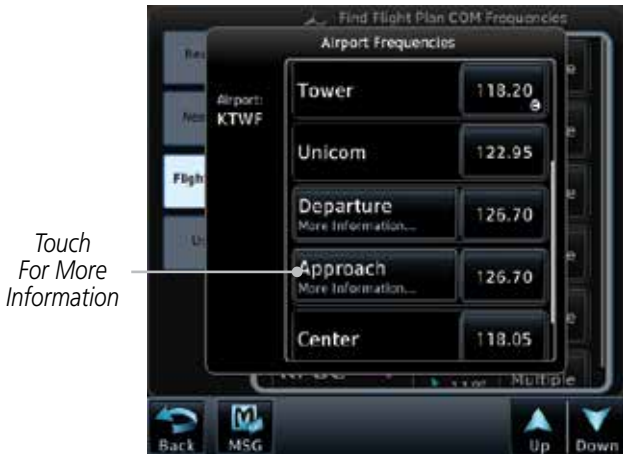 Find Flight Plan COM Frequencies
Airport Frequencies
Airport:
KTWF
Tower 118.20
Unicom 122.95
Departure
More Information... 126.70
Approach
More Information... 126.70
Center 118.05
Fligh
Touch
For More
Information
Multiple
Back MSG Up Down